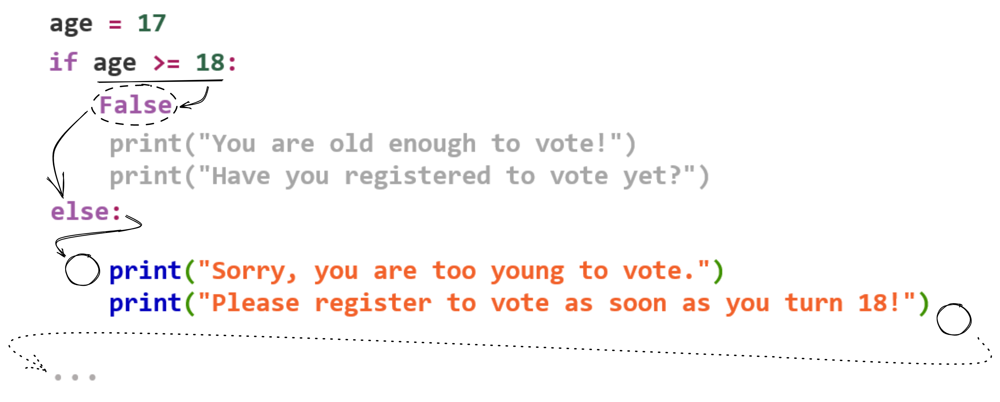 age = 17
if age >= 18:
False
print("You are old enough to vote!")
print("Have you registered to vote yet?")
else:
print("Sorry, you are too young to vote.")
print("Please register to vote as soon as you turn 18!")
...